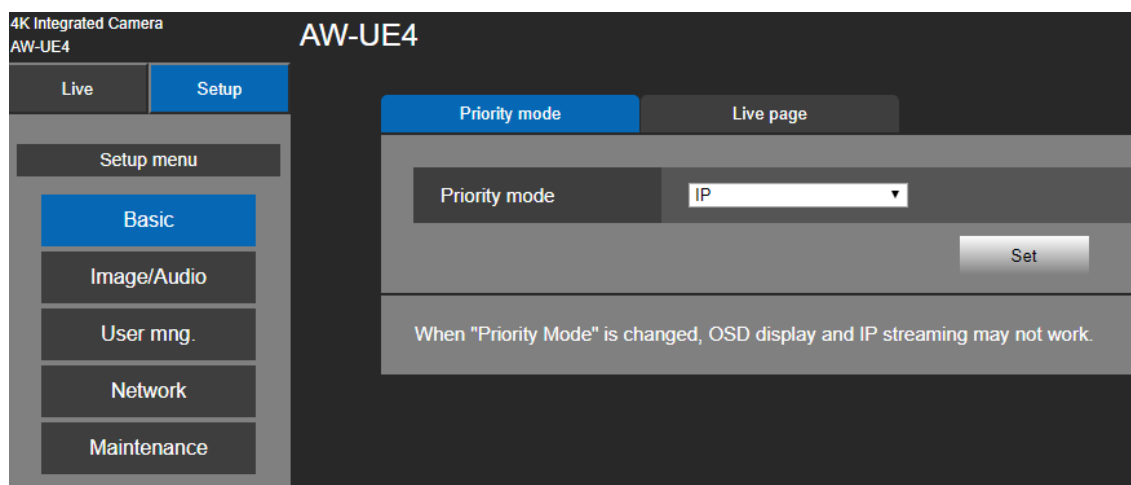 4K Integrated Camera
AW-UE4
AW-UE4
Live
Setup
Priority mode
Live page
Setup menu
Priority mode
IP
Basic
Set
Image/Audio
User mng.
When "Priority Mode" is changed, OSD display and IP streaming may not work.
Network
Maintenance